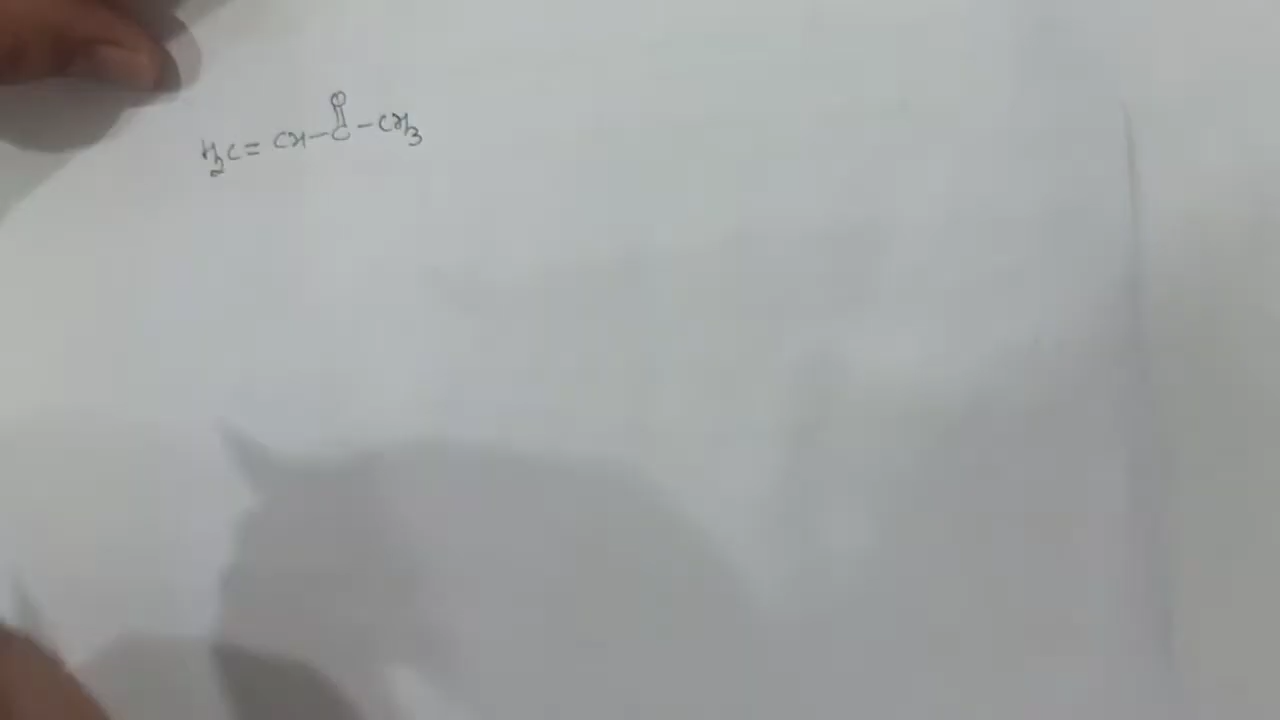 O
H₂C = CH - C - CH₃